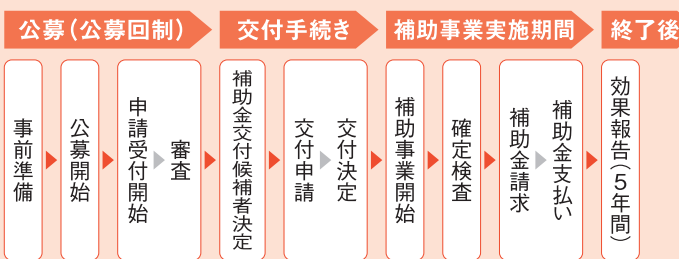 公募（公募回制）
交付手続き
補助事業実施期間
終了後
事前準備
公募開始
申請受付開始
審査
補助金交付候補者決定
交付申請
交付決定
補助事業開始
確定検査
補助金請求
補助金支払い
効果報告（5年間）